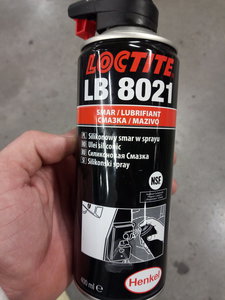 LOCTITE
LB 8021
SMAR / LUBRIFIANT
СМАЗКА / MAZIVO
Silikonowy smar w sprayu
Ulei siliconic
Силиконовая Смазка
Silikonski sprej
NSF
400 ml
Henkel